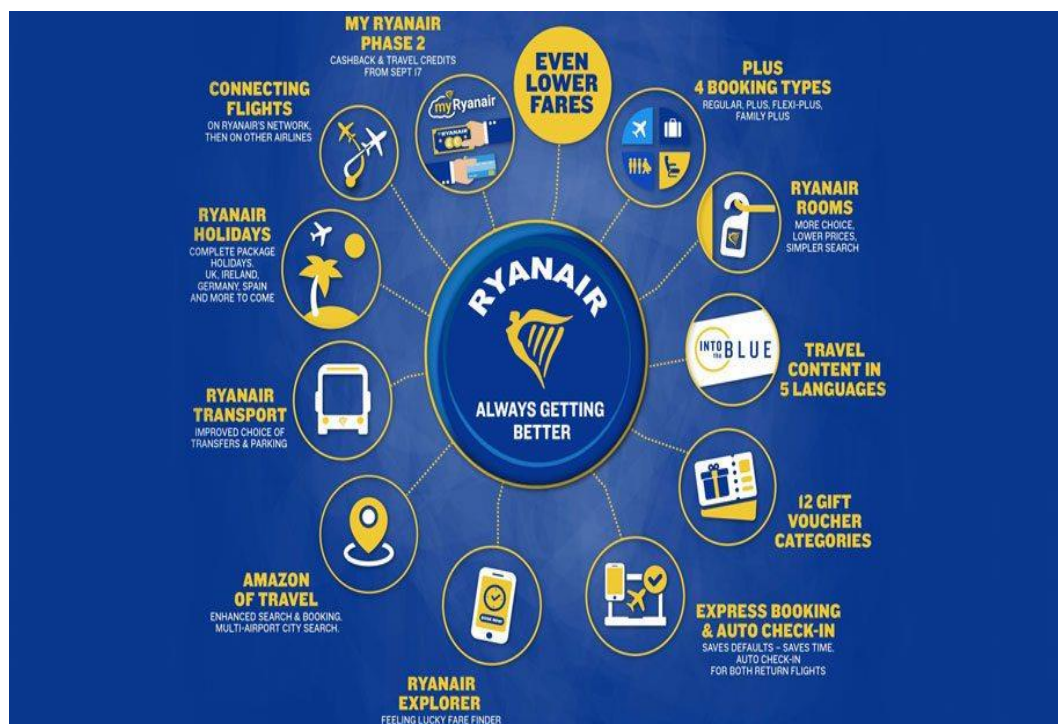 EVEN
LOWER
FARES
PLUS
4 BOOKING TYPES
REGULAR, PLUS, FLEXI-PLUS,
FAMILY PLUS
RYANAIR
ROOMS
MORE CHOICE,
LOWER PRICES,
SIMPLER SEARCH
INTO
the
BLUE
TRAVEL
CONTENT IN
5 LANGUAGES
12 GIFT
VOUCHER
CATEGORIES
EXPRESS BOOKING
& AUTO CHECK-IN
SAVES DEFAULTS – SAVES TIME.
AUTO CHECK-IN
FOR BOTH RETURN FLIGHTS
RYANAIR
EXPLORER
FEELING LUCKY FARE FINDER
BOOK NOW
AMAZON
OF TRAVEL
ENHANCED SEARCH & BOOKING.
MULTI-AIRPORT CITY SEARCH.
RYANAIR
TRANSPORT
IMPROVED CHOICE OF
TRANSFERS & PARKING
RYANAIR
HOLIDAYS
COMPLETE PACKAGE
HOLIDAYS.
UK, IRELAND,
GERMANY, SPAIN
AND MORE TO COME
CONNECTING
FLIGHTS
ON RYANAIR'S NETWORK,
THEN ON OTHER AIRLINES
MY RYANAIR
PHASE 2
CASHBACK & TRAVEL CREDITS
FROM SEPT 17
myRyanair
RYANAIR
RYANAIR
ALWAYS GETTING
BETTER